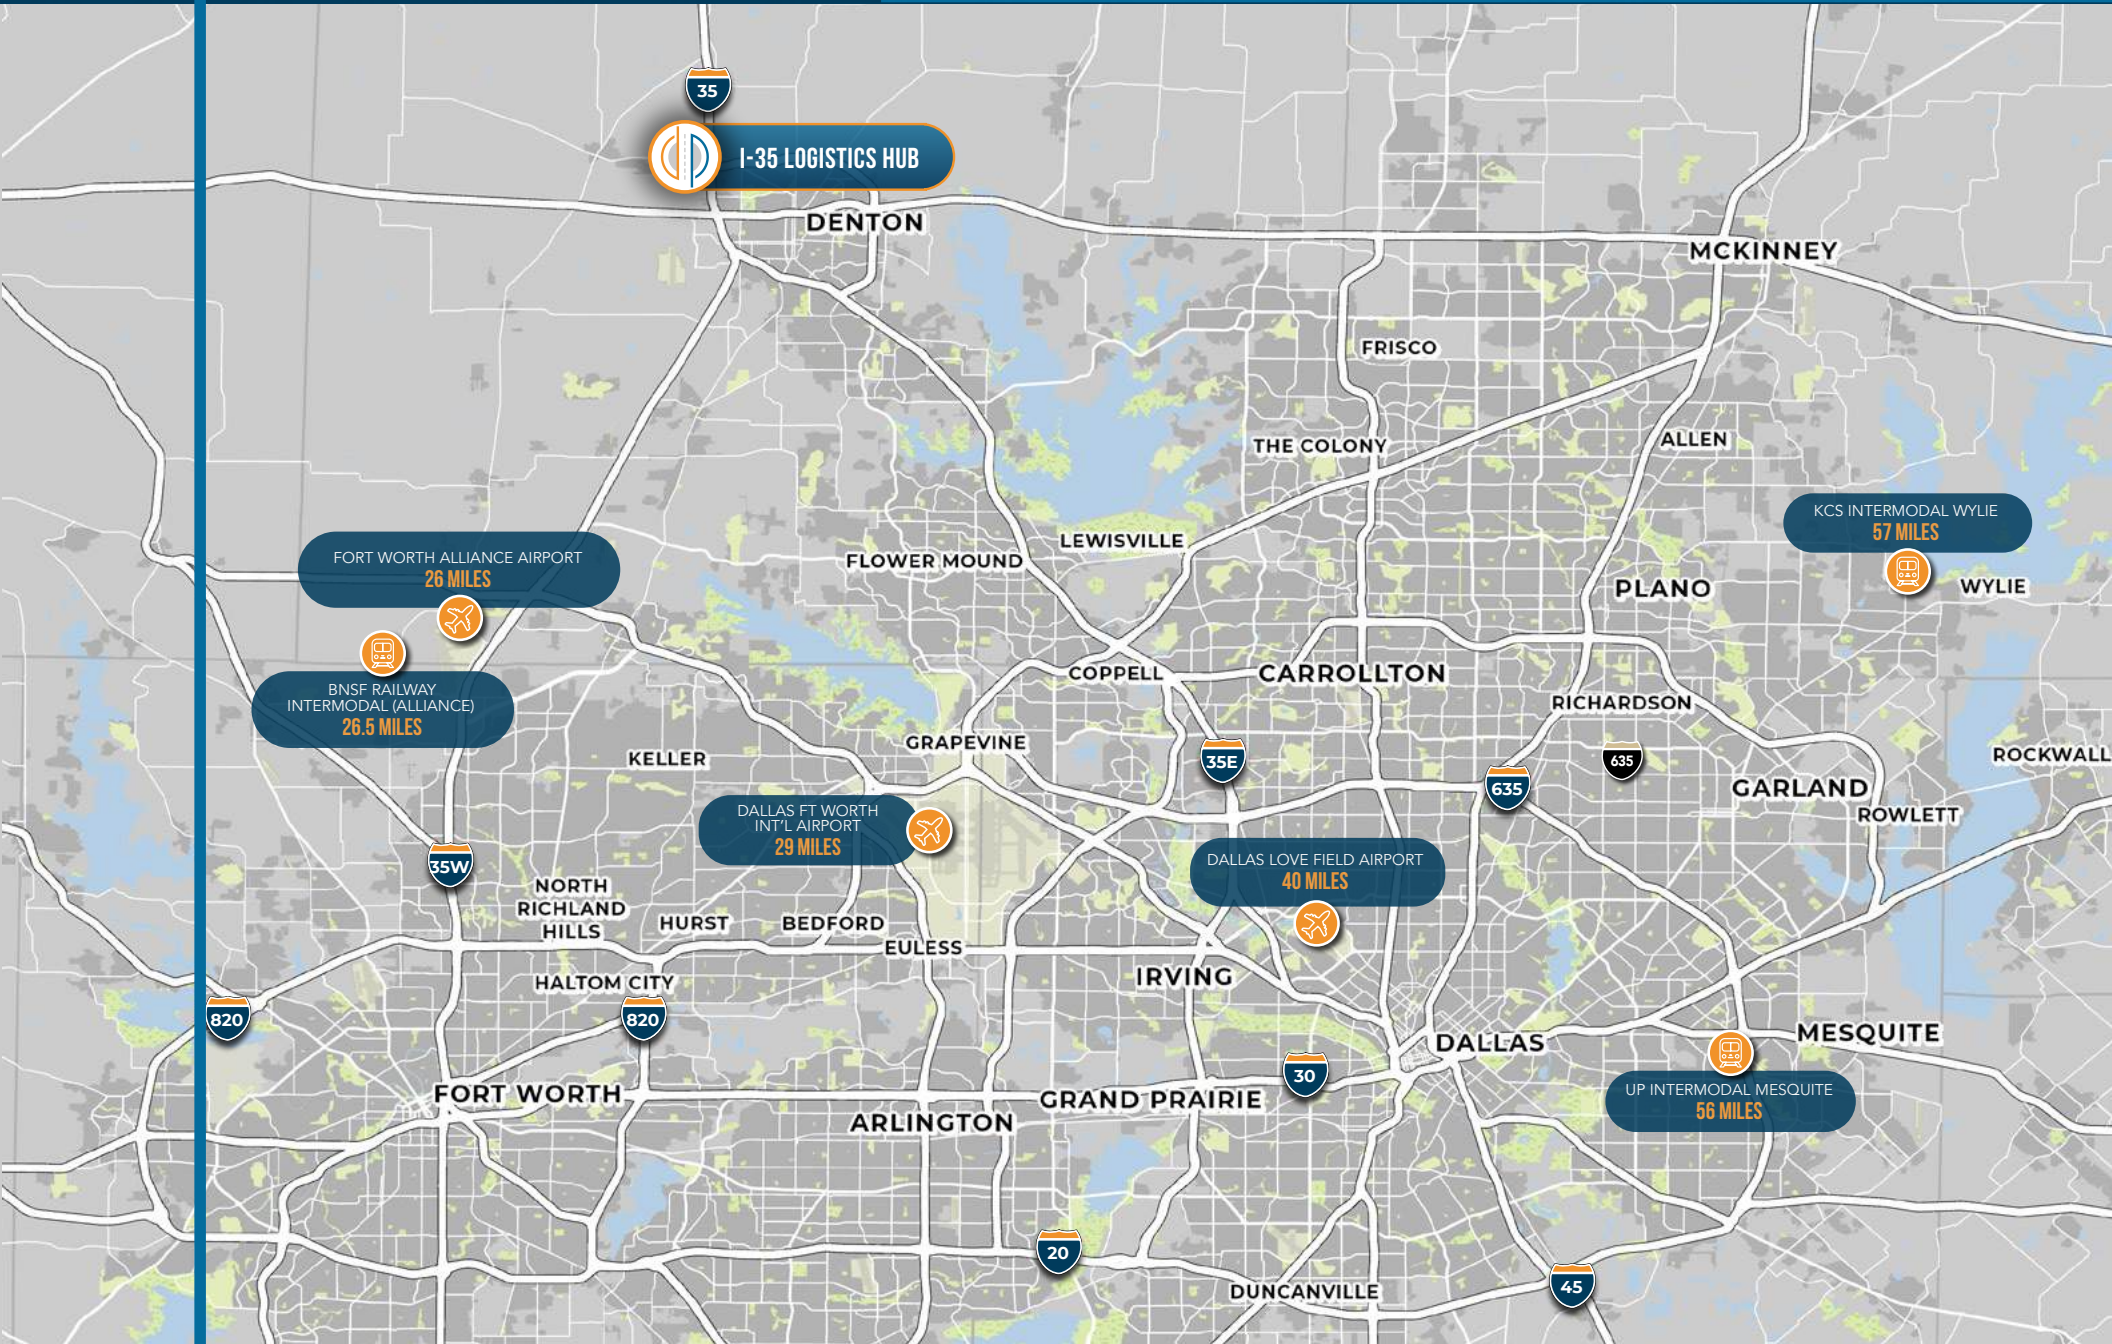 35
I-35 LOGISTICS HUB
DENTON
MCKINNEY
FRISCO
THE COLONY
ALLEN
KCS INTERMODAL WYLIE
57 MILES
WYLIE
FORT WORTH ALLIANCE AIRPORT
26 MILES
FLOWER MOUND
LEWISVILLE
PLANO
BNSF RAILWAY
INTERMODAL (ALLIANCE)
26.5 MILES
COPPELL
CARROLLTON
RICHARDSON
GRAPEVINE
KELLER
35E
635
635
ROCKWALL
GARLAND
ROWLETT
DALLAS FT WORTH
INT'L AIRPORT
29 MILES
35W
DALLAS LOVE FIELD AIRPORT
40 MILES
NORTH
RICHLAND
HILLS
HURST
BEDFORD
EULESS
IRVING
HALTOM CITY
820
820
DALLAS
MESQUITE
30
FORT WORTH
GRAND PRAIRIE
ARLINGTON
UP INTERMODAL MESQUITE
56 MILES
20
DUNCANVILLE
45